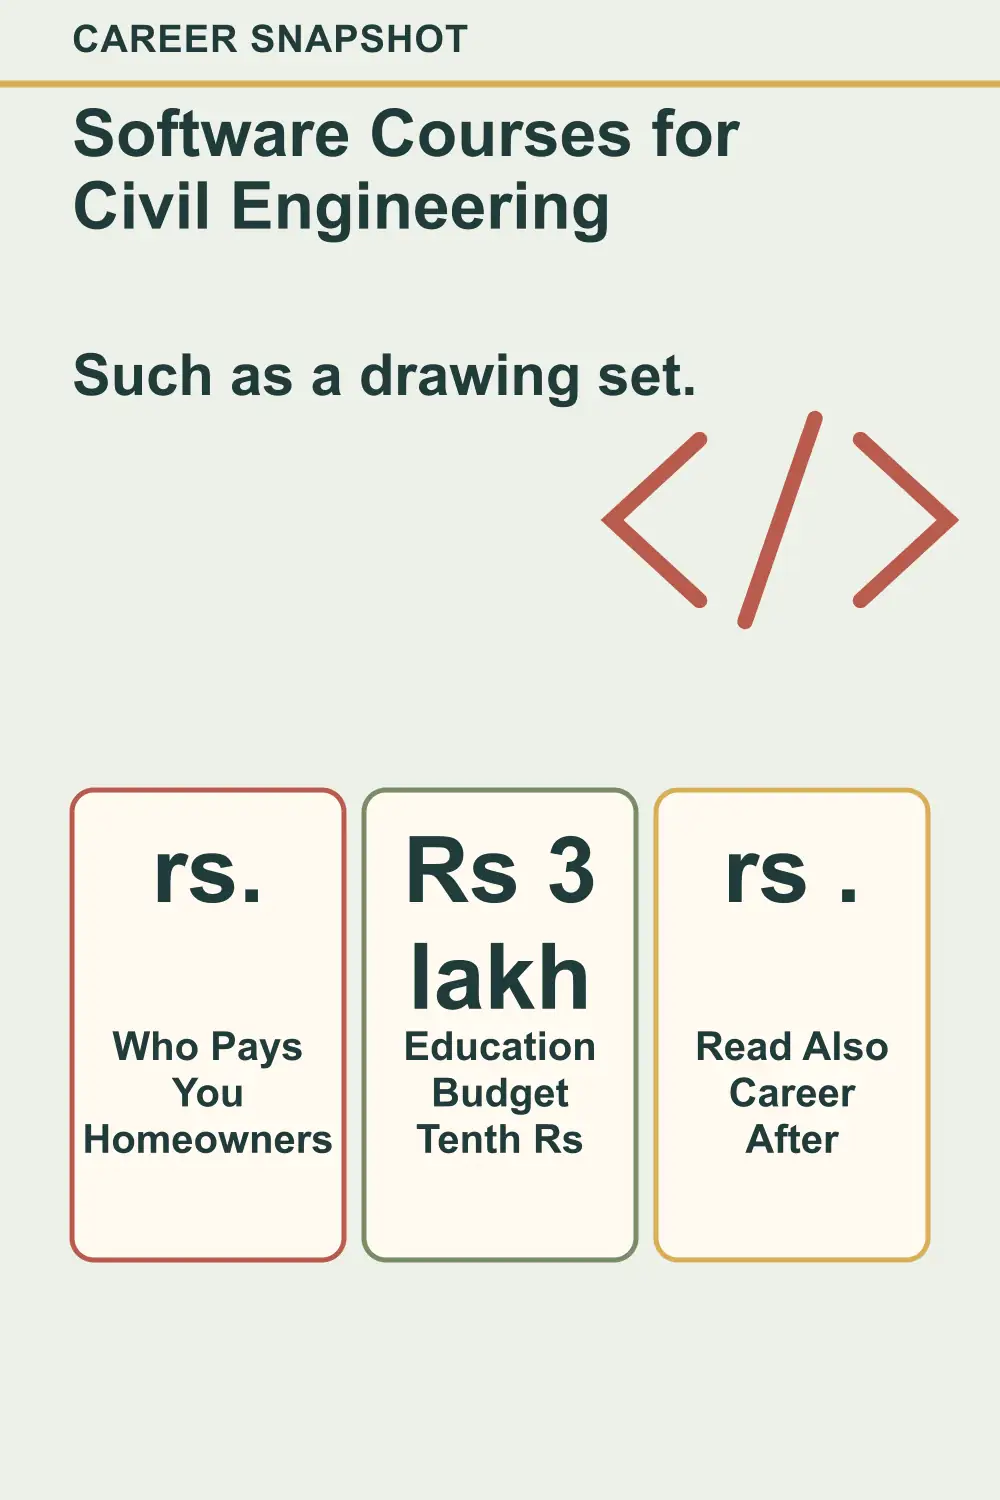 CAREER SNAPSHOT
Software Courses for
Civil Engineering
Such as a drawing set.
rs.
Who Pays
You
Homeowners
Rs 3
lakh
Education
Budget
Tenth Rs
rs .
Read Also
Career
After